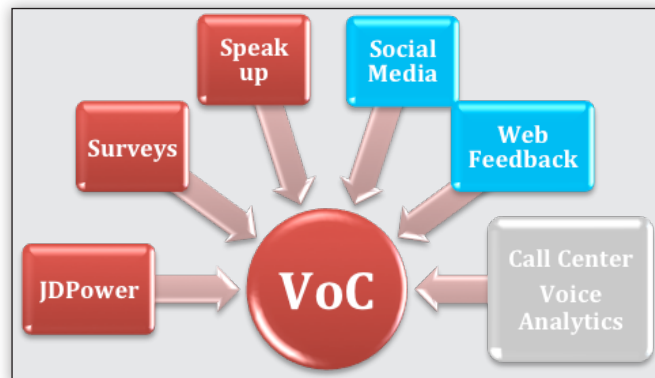 Speak
up
Social
Media
Surveys
Web
Feedback
JDPower
VoC
Call Center
Voice
Analytics